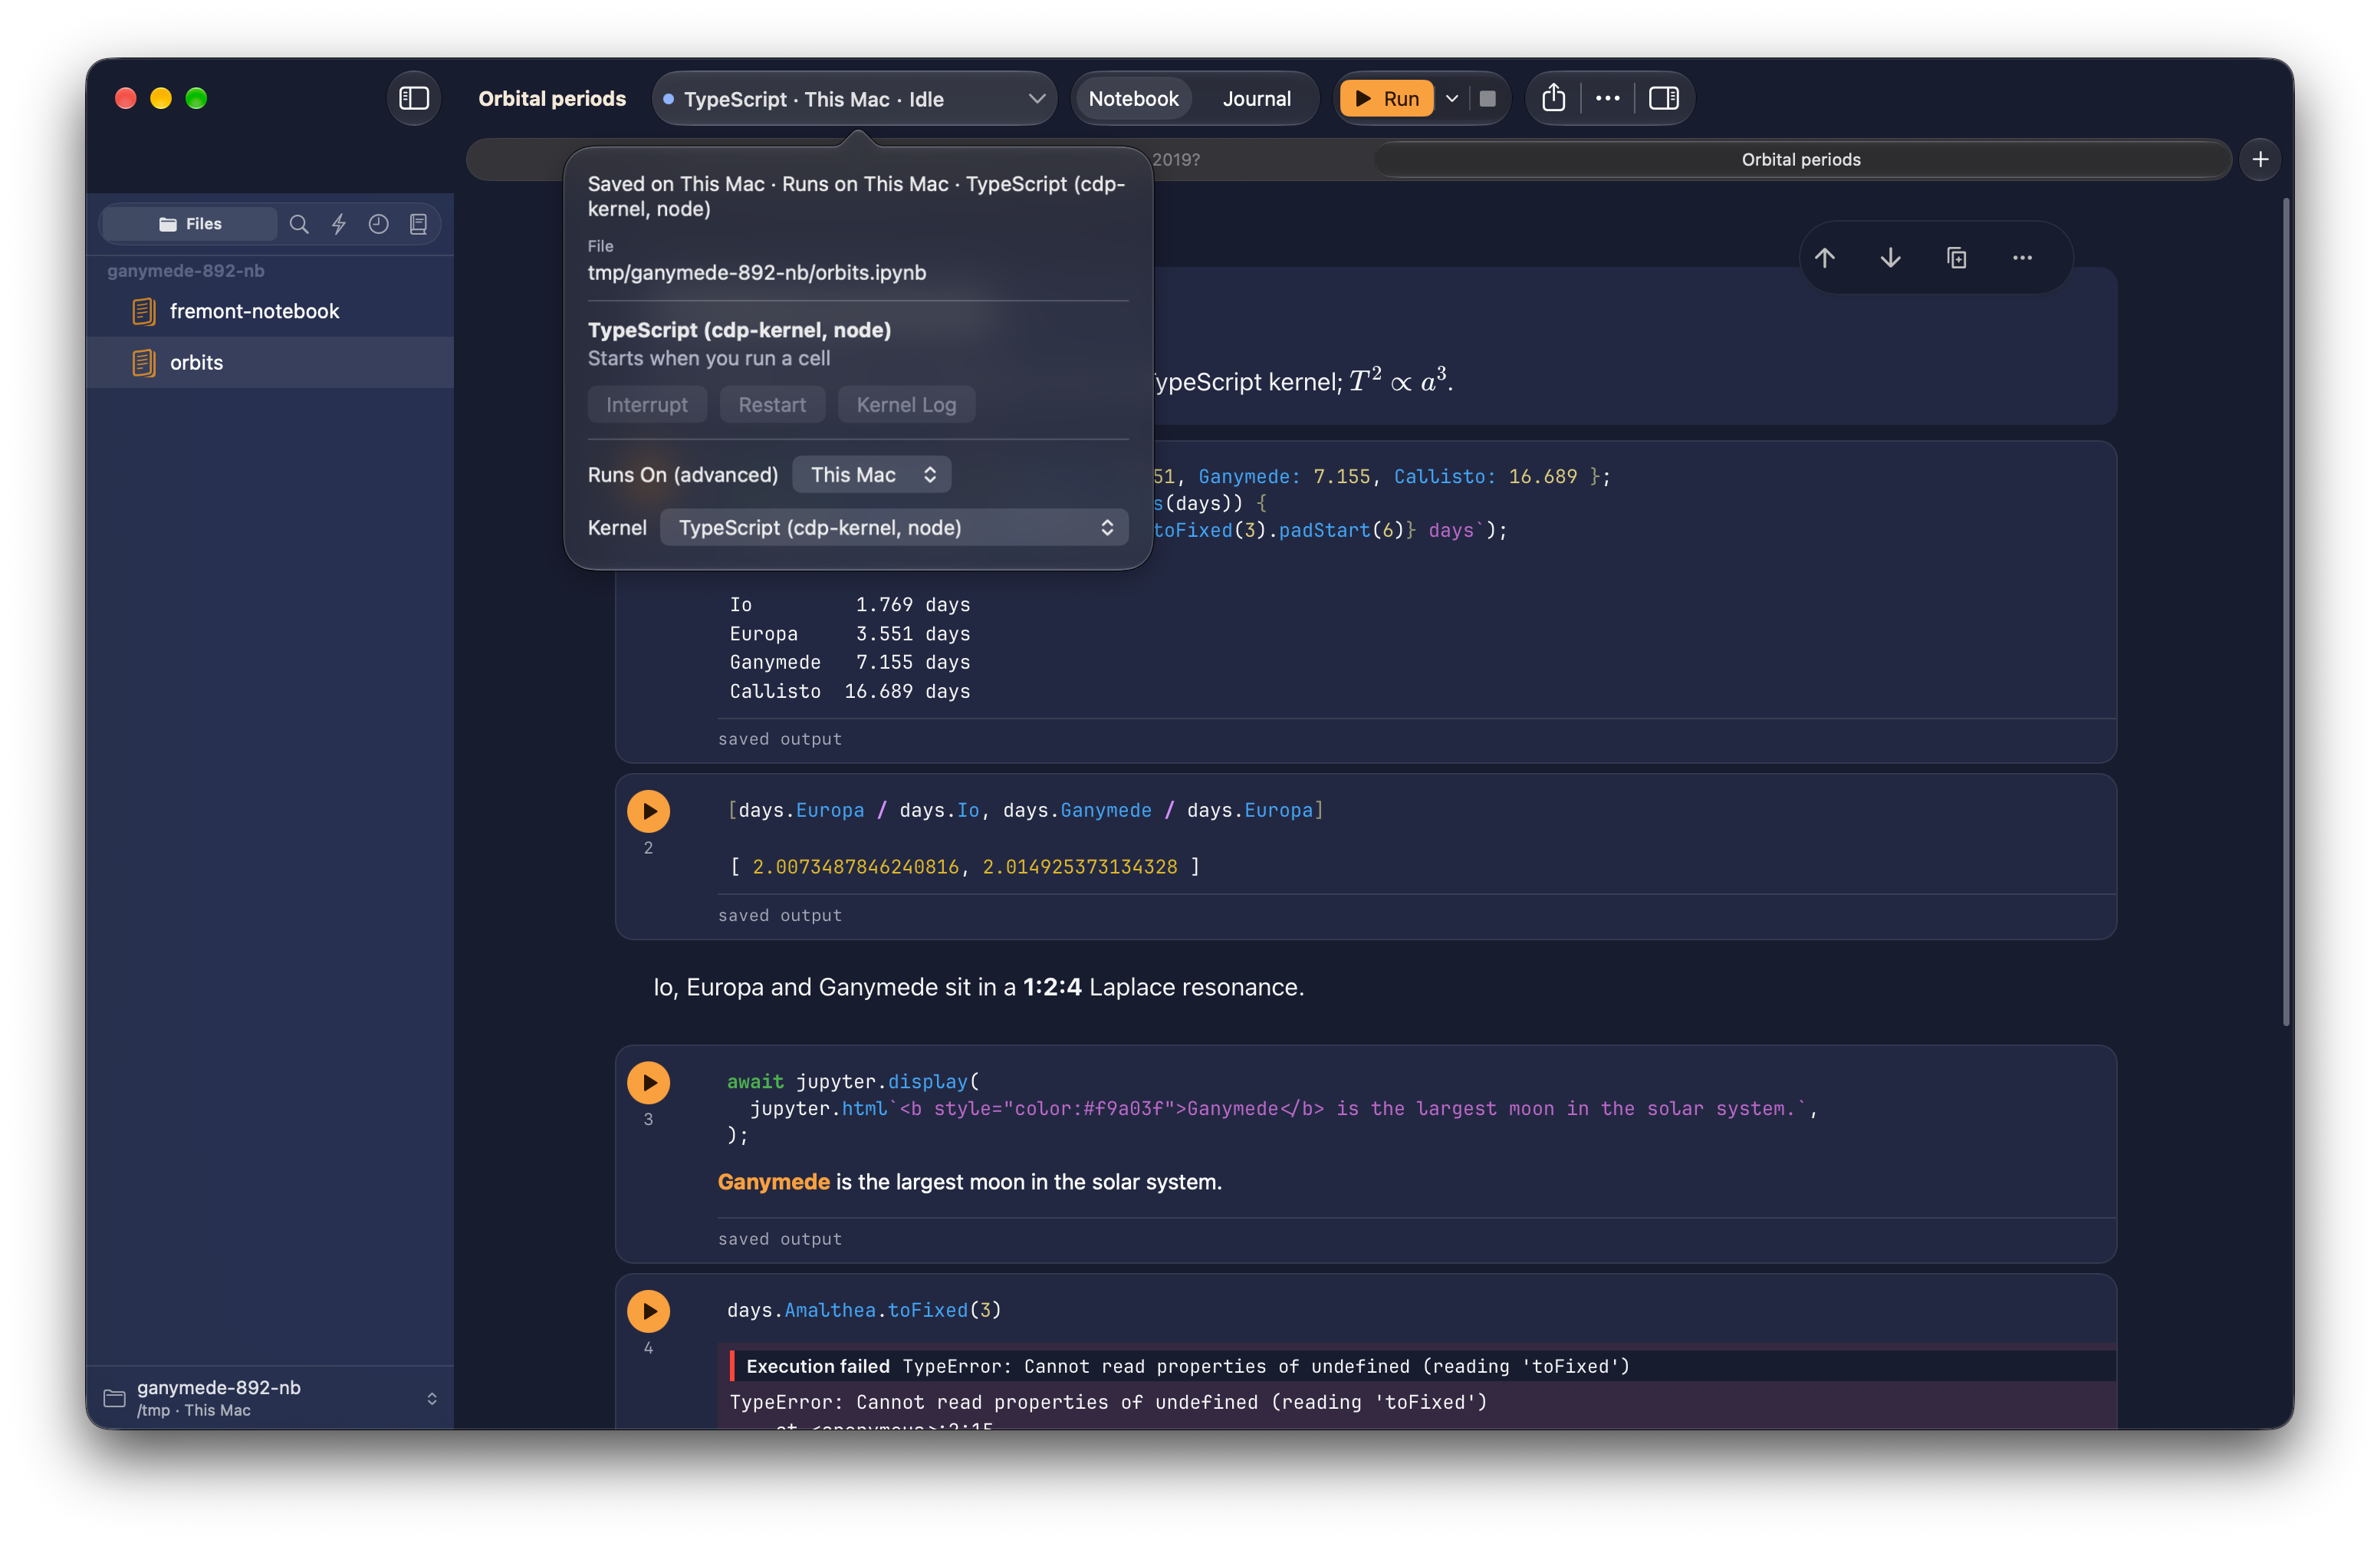 Orbital periods
TypeScript · This Mac · Idle
Notebook
Journal
Run
2019?
Orbital periods
Files
ganymede-892-nb
fremont-notebook
orbits
Saved on This Mac · Runs on This Mac · TypeScript (cdp-
kernel, node)
File
tmp/ganymede-892-nb/orbits.ipynb
TypeScript (cdp-kernel, node)
Starts when you run a cell
Interrupt
Restart
Kernel Log
Runs On (advanced)
This Mac
Kernel
TypeScript (cdp-kernel, node)
ypeScript kernel; T² ∝ a³.
51, Ganymede: 7.155, Callisto: 16.689 };
s(days)) {
toFixed(3).padStart(6)} days`);
Io 1.769 days
Europa 3.551 days
Ganymede 7.155 days
Callisto 16.689 days
saved output
[days.Europa / days.Io, days.Ganymede / days.Europa]
2
[ 2.0073487846240816, 2.014925373134328 ]
saved output
Io, Europa and Ganymede sit in a 1:2:4 Laplace resonance.
await jupyter.display(
jupyter.html`<b style="color:#f9a03f">Ganymede</b> is the largest moon in the solar system.`,
3
);
Ganymede is the largest moon in the solar system.
saved output
days.Amalthea.toFixed(3)
4
Execution failed TypeError: Cannot read properties of undefined (reading 'toFixed')
TypeError: Cannot read properties of undefined (reading 'toFixed')
at <anonymous>:2:15
ganymede-892-nb
/tmp · This Mac